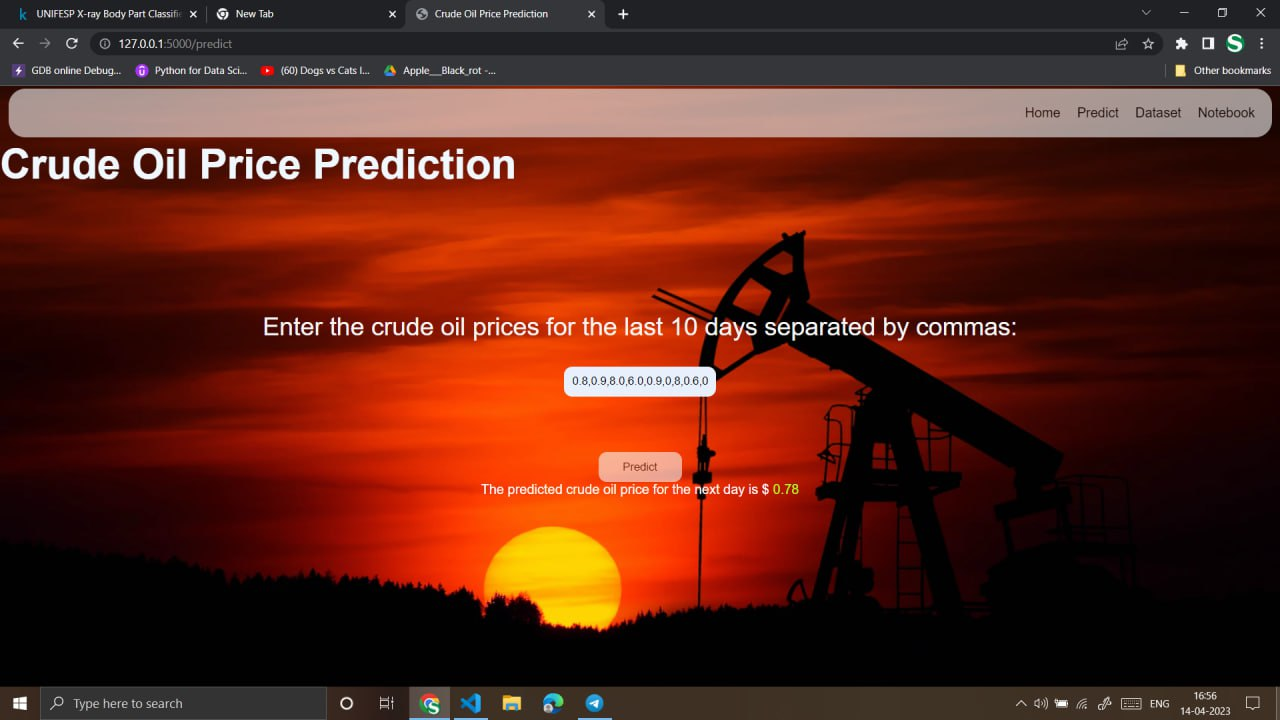 UNIFESP X-ray Body Part Classifi
New Tab
Crude Oil Price Prediction
127.0.0.1:5000/predict
GDB online Debug...
Python for Data Sci...
(60) Dogs vs Cats I...
Apple___Black_rot -...
Other bookmarks
Home
Predict
Dataset
Notebook
Crude Oil Price Prediction
Enter the crude oil prices for the last 10 days separated by commas:
0.8,0.9,8.0,6.0,0.9,0,8,0.6,0
Predict
The predicted crude oil price for the next day is $ 0.78
Type here to search
ENG
16:56
14-04-2023